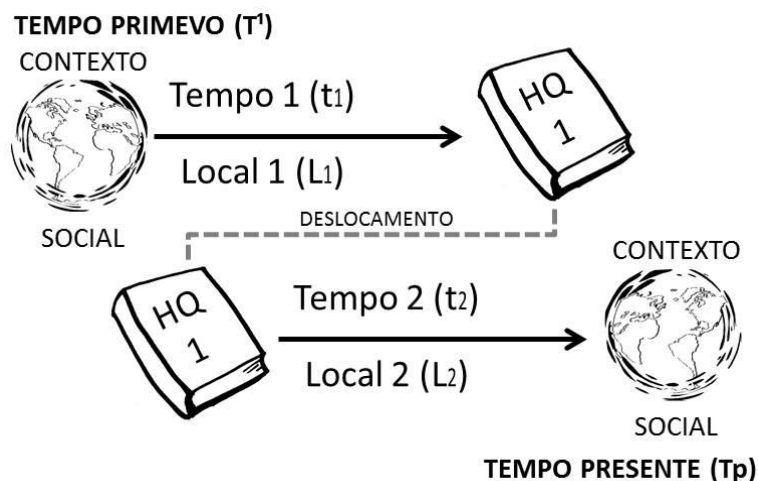 TEMPO PRIMEVO (T¹)
CONTEXTO
Tempo 1 (t1)
HQ
1
Local 1 (L1)
SOCIAL
DESLOCAMENTO
HQ
1
Tempo 2 (t2)
Local 2 (L2)
CONTEXTO
SOCIAL
TEMPO PRESENTE (Tp)